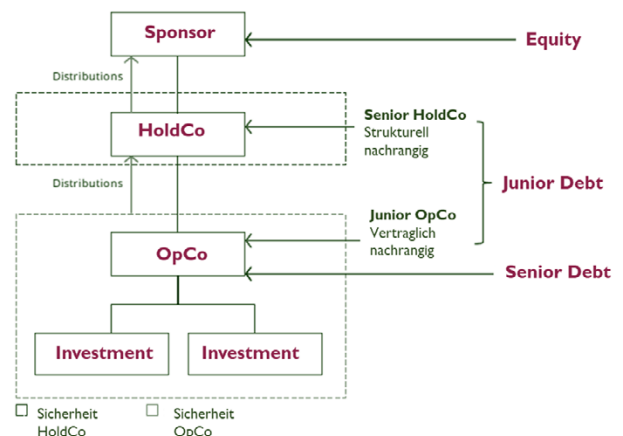 Sponsor
Equity
Distributions
HoldCo
Senior HoldCo
Strukturell
nachrangig
Distributions
Junior Debt
Junior OpCo
Vertraglich
nachrangig
OpCo
Senior Debt
Investment
Investment
Sicherheit
HoldCo
Sicherheit
OpCo